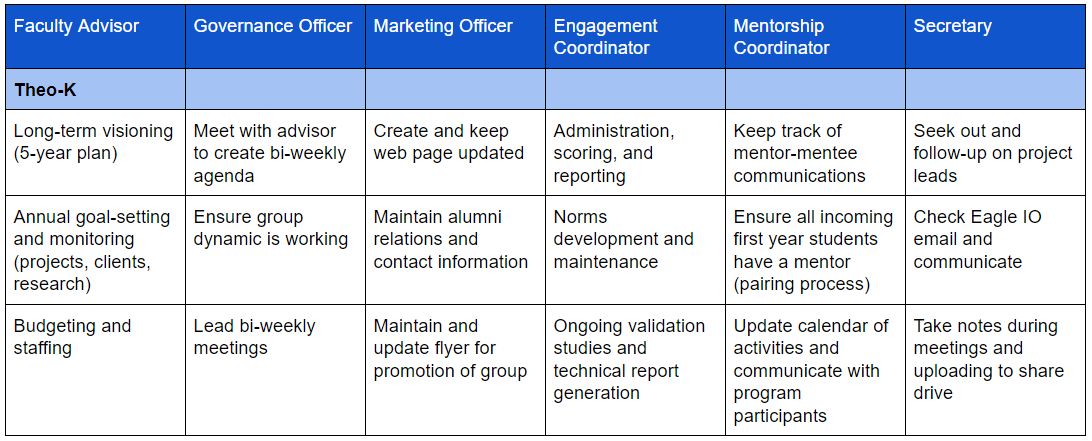 Faculty Advisor
Governance Officer
Marketing Officer
Engagement
Coordinator
Mentorship
Coordinator
Secretary
Theo-K
Long-term visioning
(5-year plan)
Meet with advisor
to create bi-weekly
agenda
Create and keep
web page updated
Administration,
scoring, and
reporting
Keep track of
mentor-mentee
communications
Seek out and
follow-up on project
leads
Annual goal-setting
and monitoring
(projects, clients,
research)
Ensure group
dynamic is working
Maintain alumni
relations and
contact information
Norms
development and
maintenance
Ensure all incoming
first year students
have a mentor
(pairing process)
Check Eagle IO
email and
communicate
Budgeting and
staffing
Lead bi-weekly
meetings
Maintain and
update flyer for
promotion of group
Ongoing validation
studies and
technical report
generation
Update calendar of
activities and
communicate with
program
participants
Take notes during
meetings and
uploading to share
drive